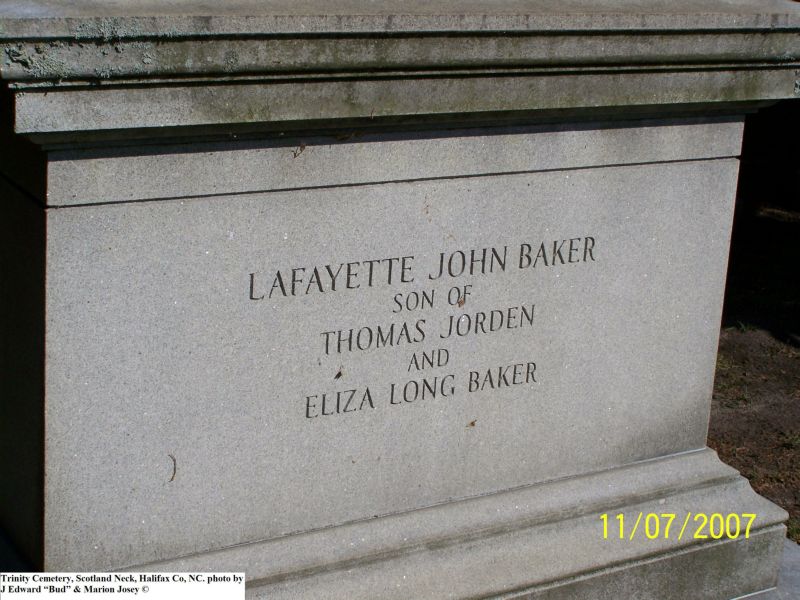 LAFAYETTE JOHN BAKER
SON OF
THOMAS JORDEN
AND
ELIZA LONG BAKER
11/07/2007
Trinity Cemetery, Scotland Neck, Halifax Co, NC. photo by
J Edward “Bud” & Marion Josey ©